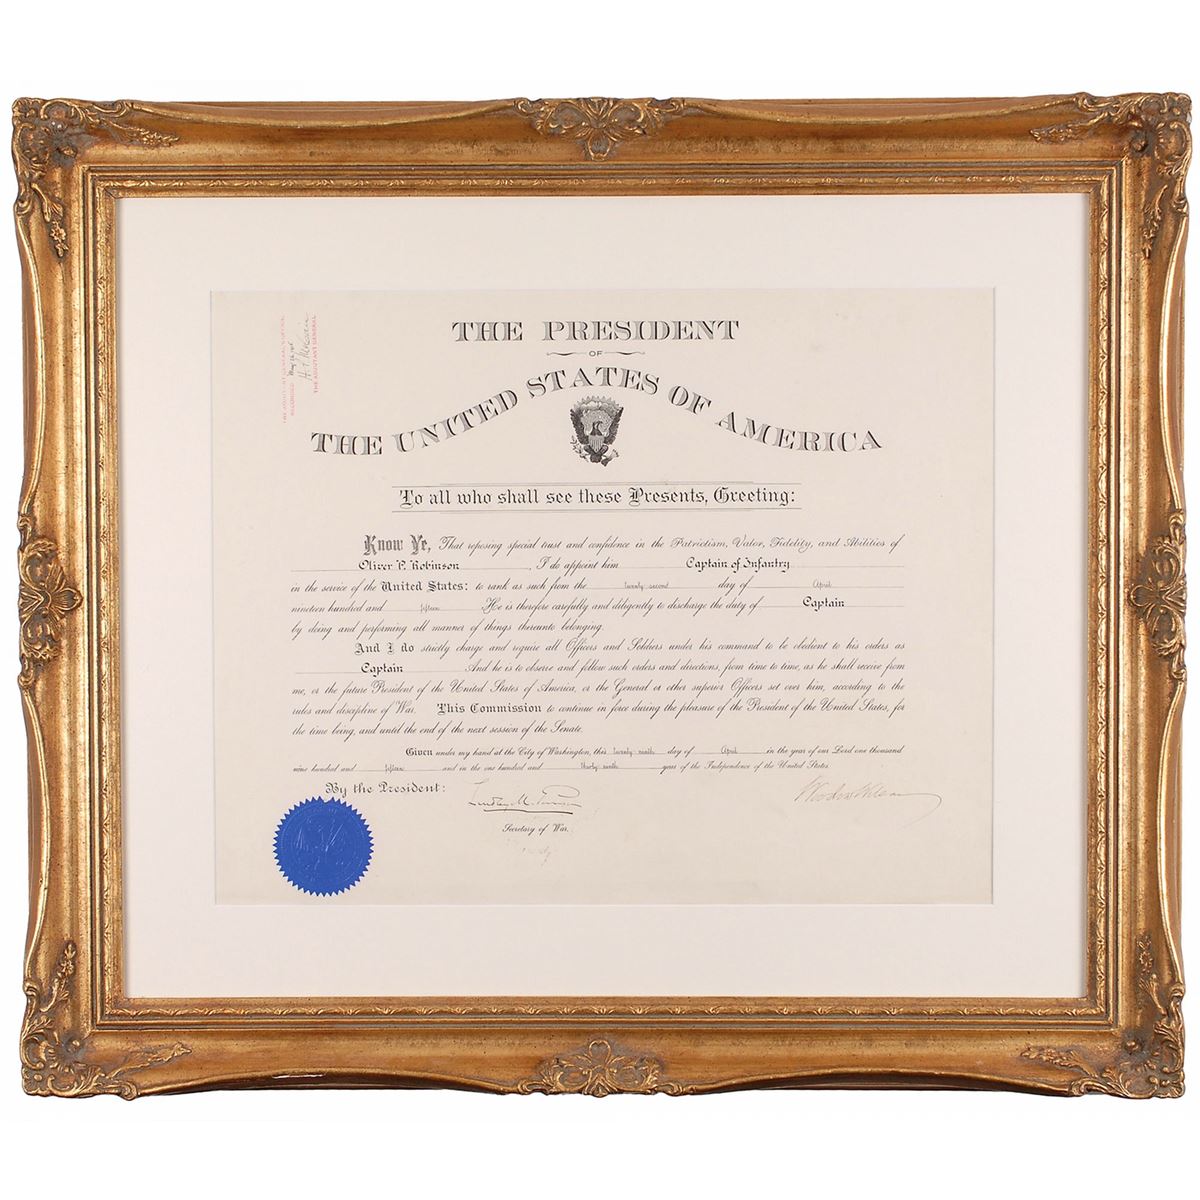 THE ADJUTANT GENERAL'S OFFICE,
RECORDED
THE ADJUTANT GENERAL
THE PRESIDENT
OF
THE UNITED STATES OF AMERICA
To all who shall see these Presents, Greeting:
Know Ye, That reposing special trust and confidence in the Patriotism, Valor, Fidelity, and Abilities of
Oliver P. Robinson, I do appoint him Captain of Infantry
in the service of the United States: to rank as such from the twenty second day of April
nineteen hundred and fifteen He is therefore carefully and diligently to discharge the duty of Captain
by doing and performing all manner of things thereunto belonging.
And I do strictly charge and require all Officers and Soldiers under his command to be obedient to his orders as
Captain And he is to observe and follow such orders and directions, from time to time, as he shall receive from
me, or the future President of the United States of America, or the General or other superior Officers set over him, according to the
rules and discipline of War. This Commission to continue in force during the pleasure of the President of the United States, for
the time being, and until the end of the next session of the Senate.
Given under my hand at the City of Washington, this twenty ninth day of April in the year of our Lord one thousand
nine hundred and fifteen and in the one hundred and thirty ninth year of the Independence of the United States.
By the President:
Woodrow Wilson
Lindley M. Garrison
Secretary of War.